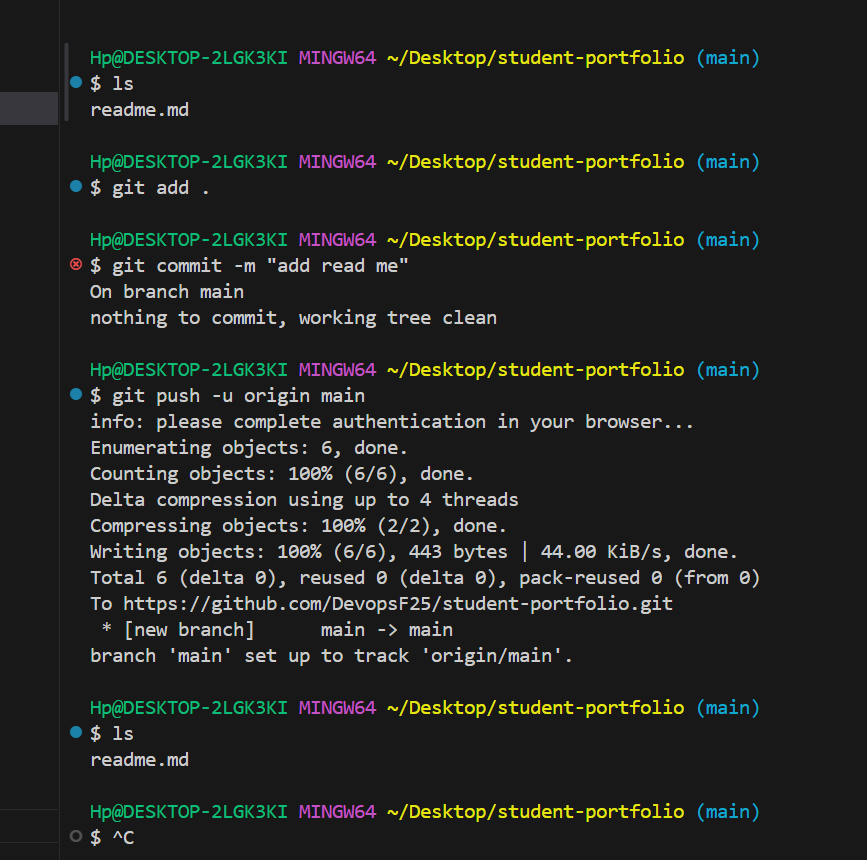 Hp@DESKTOP-2LGK3KI MINGW64 ~/Desktop/student-portfolio (main)
$ ls
readme.md
Hp@DESKTOP-2LGK3KI MINGW64 ~/Desktop/student-portfolio (main)
$ git add .
Hp@DESKTOP-2LGK3KI MINGW64 ~/Desktop/student-portfolio (main)
$ git commit -m "add read me"
On branch main
nothing to commit, working tree clean
Hp@DESKTOP-2LGK3KI MINGW64 ~/Desktop/student-portfolio (main)
$ git push -u origin main
info: please complete authentication in your browser...
Enumerating objects: 6, done.
Counting objects: 100% (6/6), done.
Delta compression using up to 4 threads
Compressing objects: 100% (2/2), done.
Writing objects: 100% (6/6), 443 bytes | 44.00 KiB/s, done.
Total 6 (delta 0), reused 0 (delta 0), pack-reused 0 (from 0)
To https://github.com/DevopsF25/student-portfolio.git
 * [new branch]      main -> main
branch 'main' set up to track 'origin/main'.
Hp@DESKTOP-2LGK3KI MINGW64 ~/Desktop/student-portfolio (main)
$ ls
readme.md
Hp@DESKTOP-2LGK3KI MINGW64 ~/Desktop/student-portfolio (main)
$ ^C